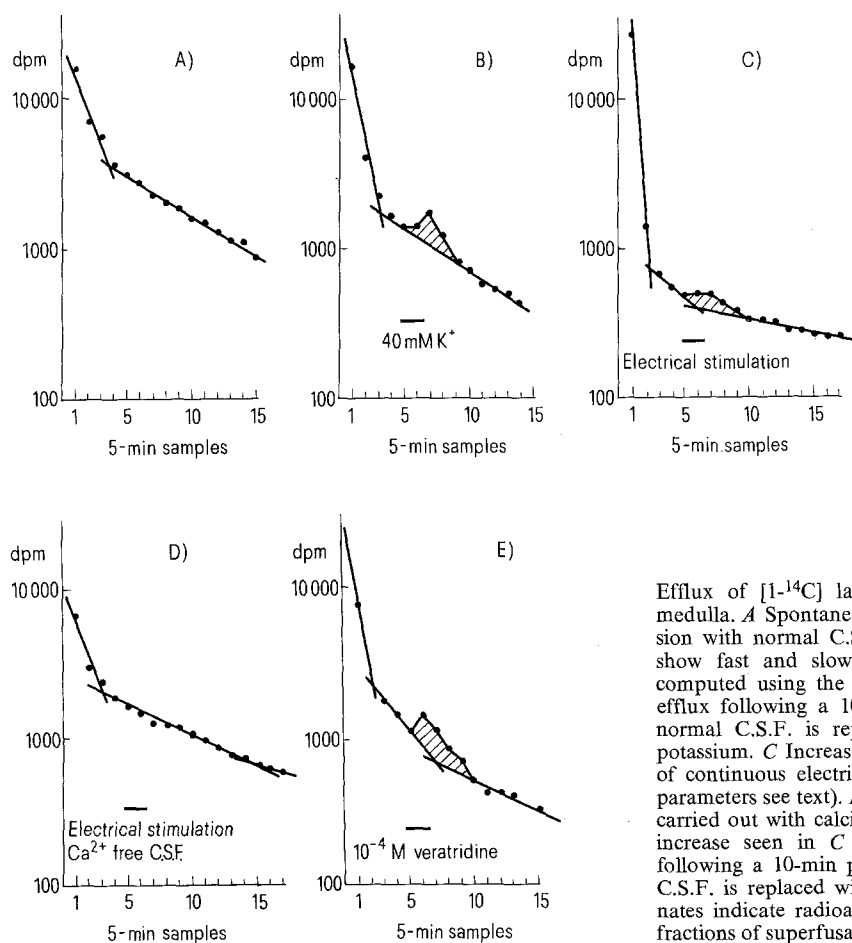 dpm
A)
10 000
1000
100
1 5 10 15
5-min samples
dpm
B)
10 000
1000
100
40 mM K⁺
1 5 10 15
5-min samples
dpm
C)
10 000
1000
100
Electrical stimulation
1 5 10 15
5-min samples
dpm
D)
10 000
1000
100
Electrical stimulation
Ca²⁺ free C.S.F.
1 5 10 15
5-min samples
dpm
E)
10 000
1000
100
10⁻⁴ M veratridine
1 5 10 15
5-min samples
Efflux of [1-¹⁴C] la
medulla. A Spontane
sion with normal C.S
show fast and slow
computed using the
efflux following a 10
normal C.S.F. is rep
potassium. C Increas
of continuous electri
parameters see text).
carried out with calci
increase seen in C
following a 10-min p
C.S.F. is replaced wi
nates indicate radioa
fractions of superfusa